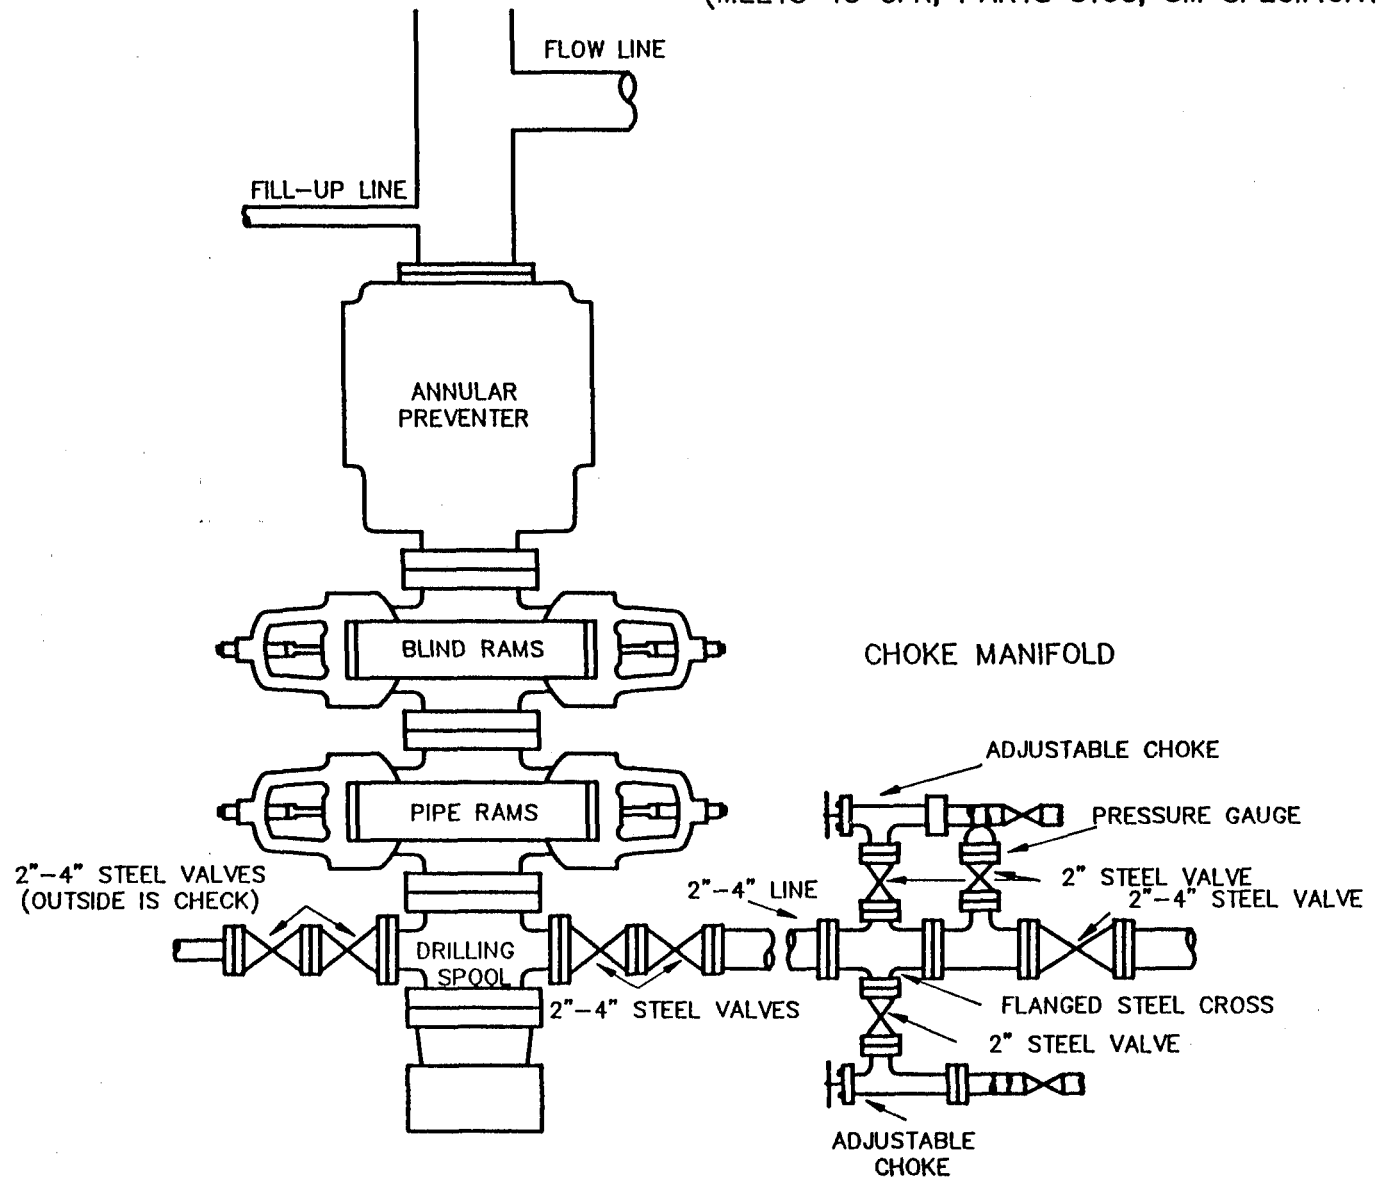 FLOW LINE
FILL-UP LINE
ANNULAR
PREVENTER
BLIND RAMS
CHOKE MANIFOLD
ADJUSTABLE CHOKE
PIPE RAMS
PRESSURE GAUGE
2"-4" STEEL VALVES
(OUTSIDE IS CHECK)
2"-4" LINE
2" STEEL VALVE
2"-4" STEEL VALVE
DRILLING
SPOOL
2"-4" STEEL VALVES
FLANGED STEEL CROSS
2" STEEL VALVE
ADJUSTABLE
CHOKE